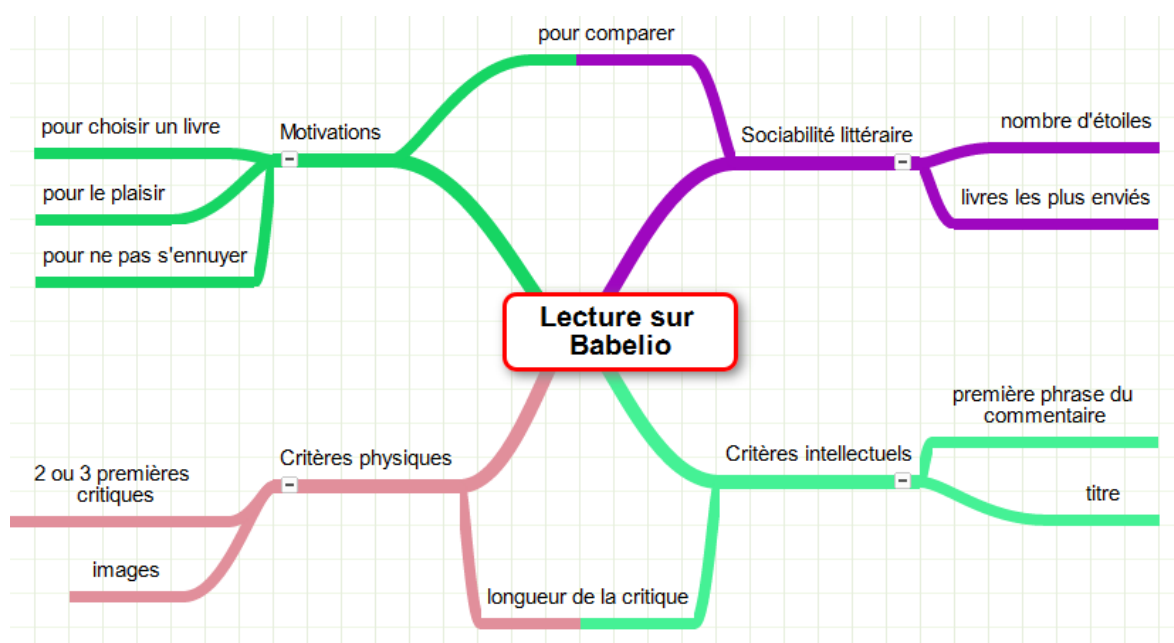 pour comparer
pour choisir un livre
Motivations
pour le plaisir
pour ne pas s'ennuyer
Sociabilité littéraire
nombre d'étoiles
livres les plus enviés
Lecture sur
Babelio
Critères physiques
2 ou 3 premières
critiques
images
longueur de la critique
Critères intellectuels
première phrase du
commentaire
titre